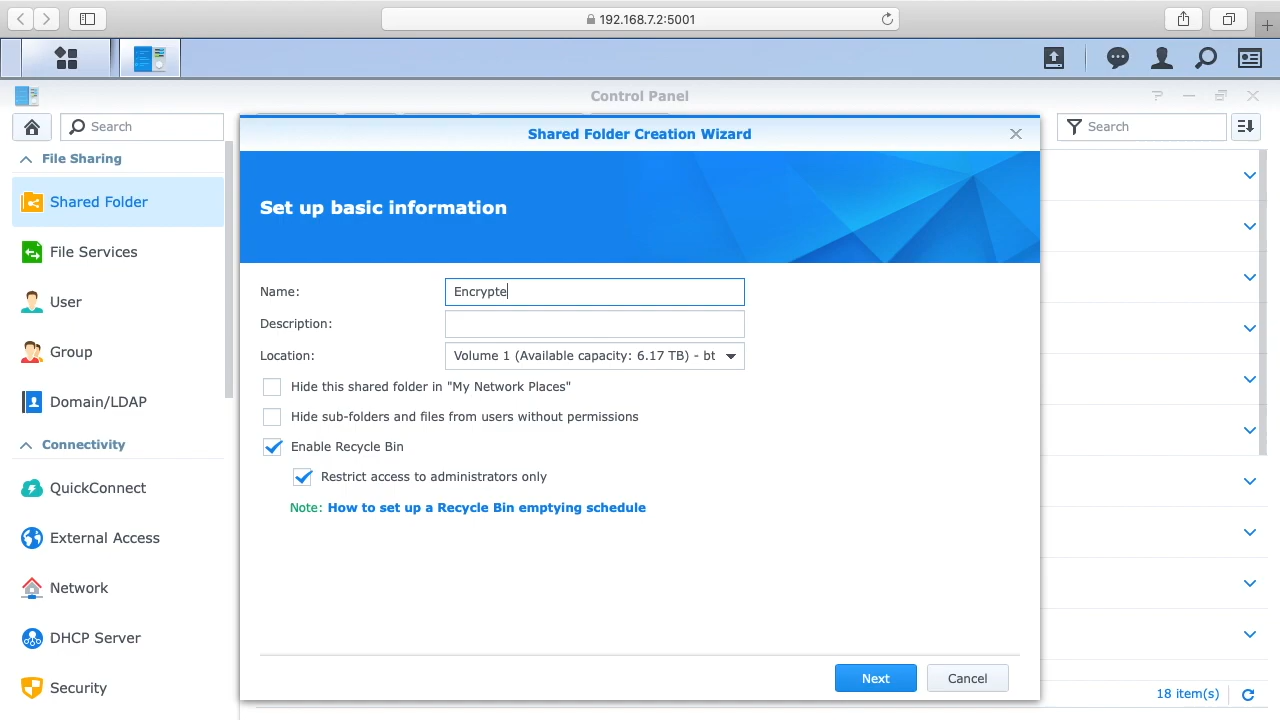 192.168.7.2:5001
Control Panel
Search
Search
File Sharing
Shared Folder
File Services
User
Group
Domain/LDAP
Connectivity
QuickConnect
External Access
Network
DHCP Server
Security
Shared Folder Creation Wizard
Set up basic information
Name: Encrypte
Description:
Location: Volume 1 (Available capacity: 6.17 TB) - bt
Hide this shared folder in "My Network Places"
Hide sub-folders and files from users without permissions
Enable Recycle Bin
Restrict access to administrators only
Note: How to set up a Recycle Bin emptying schedule
Next Cancel
18 item(s)